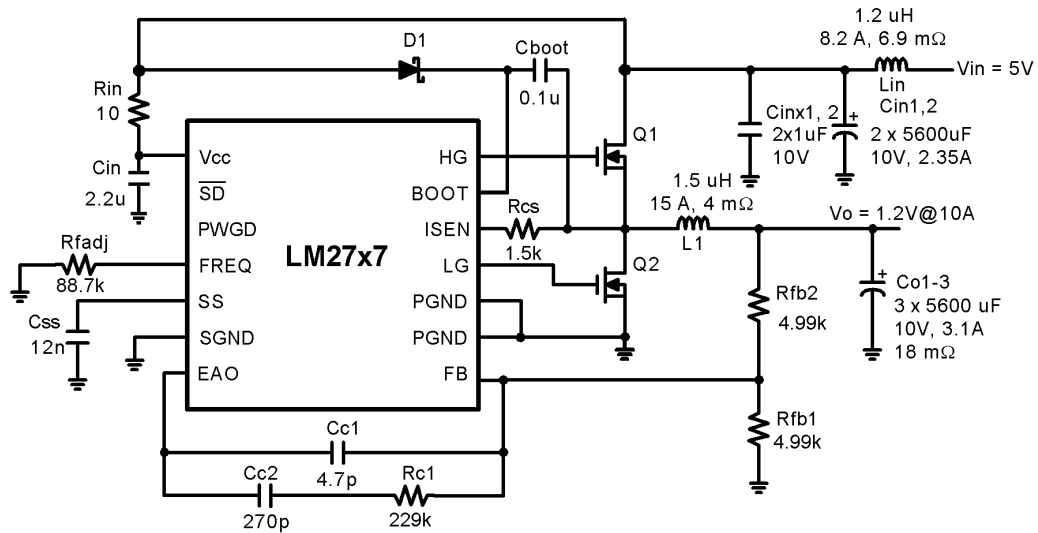 1.2 uH
8.2 A, 6.9 mΩ
D1
Cboot
Vin = 5V
Lin
0.1u
Rin
10
Cinx1, 2
2x1uF
10V
+
Cin1,2
2 x 5600uF
10V, 2.35A
Q1
Vcc
HG
Cin
2.2u
SD
BOOT
1.5 uH
15 A, 4 mΩ
Rcs
Vo = 1.2V@10A
PWGD
ISEN
1.5k
L1
LM27x7
Rfadj
88.7k
FREQ
LG
Q2
+
Co1-3
3 x 5600 uF
10V, 3.1A
18 mΩ
Rfb2
4.99k
SS
PGND
Css
12n
SGND
PGND
EAO
FB
Rfb1
4.99k
Cc1
4.7p
Cc2
270p
Rc1
229k